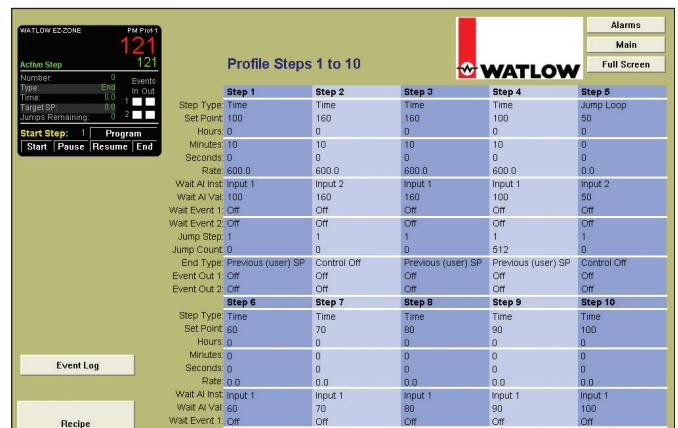 WATLOW EZ-ZONE PM Prof-1
121
Active Step 121
Number: 0 Events
Type: End In Out
Time: 0.0 1
Target SP: 0.0
Jumps Remaining: 0 2
Start Step: 1 Program
Start Pause Resume End
Profile Steps 1 to 10
WATLOW
Alarms
Main
Full Screen
Step 1 Step 2 Step 3 Step 4 Step 5
Step Type: Time Time Time Time Jump Loop
Set Point: 100 160 160 100 50
Hours: 0 0 0 0 0
Minutes: 10 10 10 10 0
Seconds: 0 0 0 0 0
Rate: 600.0 600.0 600.0 600.0 0.0
Wait AI Inst: Input 1 Input 2 Input 1 Input 1 Input 2
Wait AI Val: 100 160 160 100 50
Wait Event 1: Off Off Off Off Off
Wait Event 2: Off Off Off Off Off
Jump Step: 1 1 1 1 1
Jump Count: 0 0 0 512 0
End Type: Previous (user) SP Control Off Previous (user) SP Previous (user) SP Control Off
Event Out 1: Off Off Off Off Off
Event Out 2: Off Off Off Off Off
Step 6 Step 7 Step 8 Step 9 Step 10
Step Type: Time Time Time Time Time
Set Point: 60 70 80 90 100
Hours: 0 0 0 0 0
Minutes: 0 0 0 0 0
Seconds: 0 0 0 0 0
Rate: 0.0 0.0 0.0 0.0 0.0
Wait AI Inst: Input 1 Input 1 Input 1 Input 1 Input 1
Wait AI Val: 60 70 80 90 100
Wait Event 1: Off Off Off Off Off
Event Log
Recipe